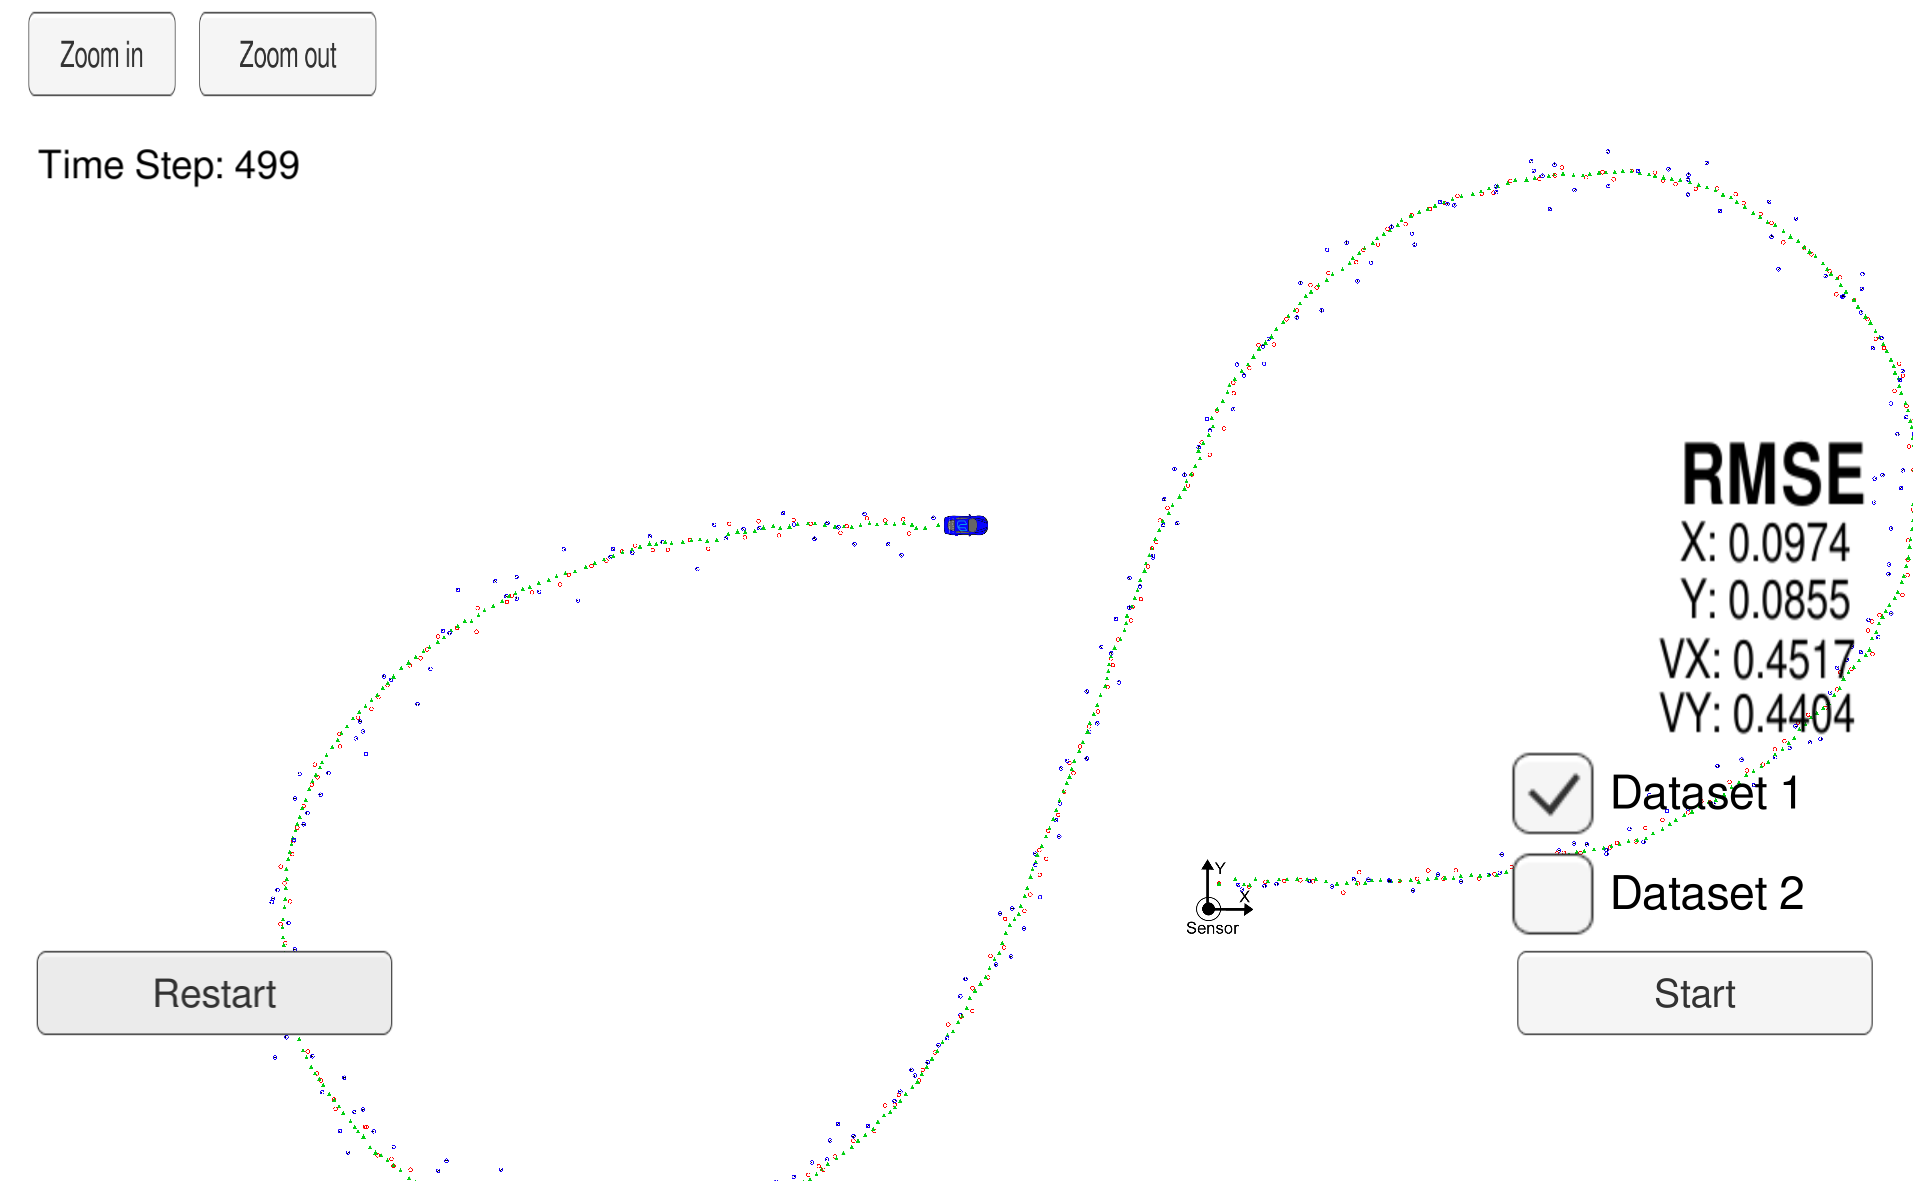 Zoom in
Zoom out
Time Step: 499
RMSE
X: 0.0974
Y: 0.0855
VX: 0.4517
VY: 0.4404
Dataset 1
Dataset 2
Y
X
Sensor
Restart
Start